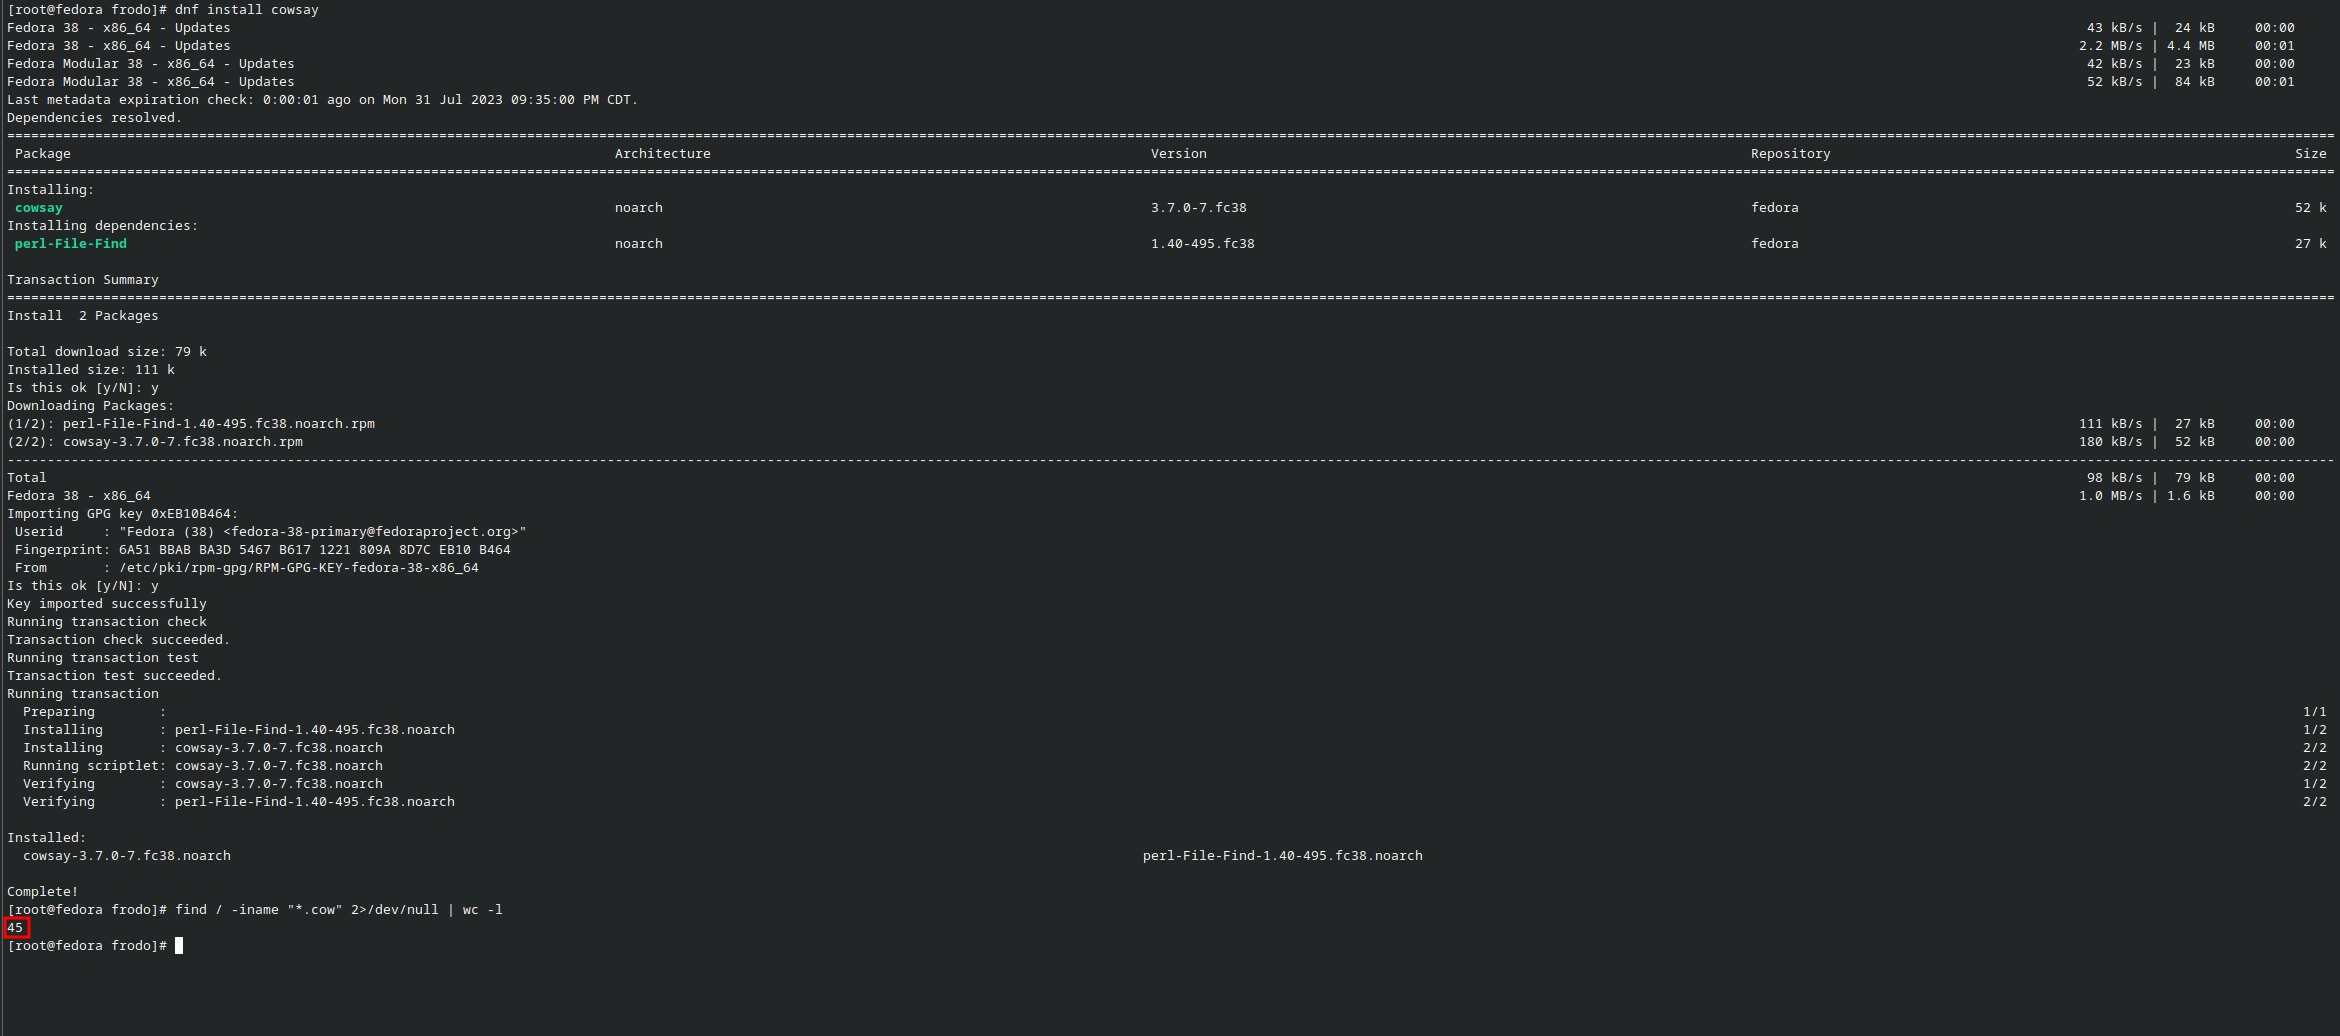 [root@fedora frodo]# dnf install cowsay
Fedora 38 - x86_64 - Updates 43 kB/s | 24 kB 00:00
Fedora 38 - x86_64 - Updates 2.2 MB/s | 4.4 MB 00:01
Fedora Modular 38 - x86_64 - Updates 42 kB/s | 23 kB 00:00
Fedora Modular 38 - x86_64 - Updates 52 kB/s | 84 kB 00:01
Last metadata expiration check: 0:00:01 ago on Mon 31 Jul 2023 09:35:00 PM CDT.
Dependencies resolved.
Package Architecture Version Repository Size
Installing:
cowsay noarch 3.7.0-7.fc38 fedora 52 k
Installing dependencies:
perl-File-Find noarch 1.40-495.fc38 fedora 27 k
Transaction Summary
Install 2 Packages
Total download size: 79 k
Installed size: 111 k
Is this ok [y/N]: y
Downloading Packages:
(1/2): perl-File-Find-1.40-495.fc38.noarch.rpm 111 kB/s | 27 kB 00:00
(2/2): cowsay-3.7.0-7.fc38.noarch.rpm 180 kB/s | 52 kB 00:00
Total 98 kB/s | 79 kB 00:00
Fedora 38 - x86_64 1.0 MB/s | 1.6 kB 00:00
Importing GPG key 0xEB10B464:
Userid : "Fedora (38) <fedora-38-primary@fedoraproject.org>"
Fingerprint: 6A51 BBAB BA3D 5467 B617 1221 809A 8D7C EB10 B464
From : /etc/pki/rpm-gpg/RPM-GPG-KEY-fedora-38-x86_64
Is this ok [y/N]: y
Key imported successfully
Running transaction check
Transaction check succeeded.
Running transaction test
Transaction test succeeded.
Running transaction
Preparing : 1/1
Installing : perl-File-Find-1.40-495.fc38.noarch 1/2
Installing : cowsay-3.7.0-7.fc38.noarch 2/2
Running scriptlet: cowsay-3.7.0-7.fc38.noarch 2/2
Verifying : cowsay-3.7.0-7.fc38.noarch 1/2
Verifying : perl-File-Find-1.40-495.fc38.noarch 2/2
Installed:
cowsay-3.7.0-7.fc38.noarch perl-File-Find-1.40-495.fc38.noarch
Complete!
[root@fedora frodo]# find / -iname "*.cow" 2>/dev/null | wc -l
45
[root@fedora frodo]#